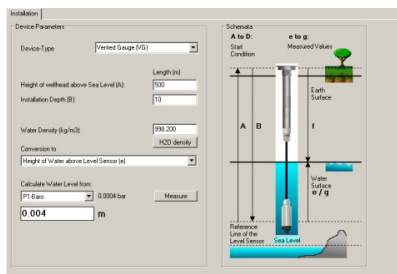 Installation
Device-Parameters
Device-Type
Vented Gauge (VG)
Length (m)
Height of wellhead above Sea Level (A):
500
Installation Depth (B):
10
Water Density (kg/m3):
998.200
H2O density
Conversion to
Height of Water above Level Sensor (e)
Calculate Water Level from:
P1-Baro
0.0004 bar
Measure
0.004
m
Schemata
A to D:
e to g:
Start
Condition
Measured Values
Earth
Surface
A
B
f
Water
Surface
e / g
Reference
Line of the
Level Sensor
Sea Level